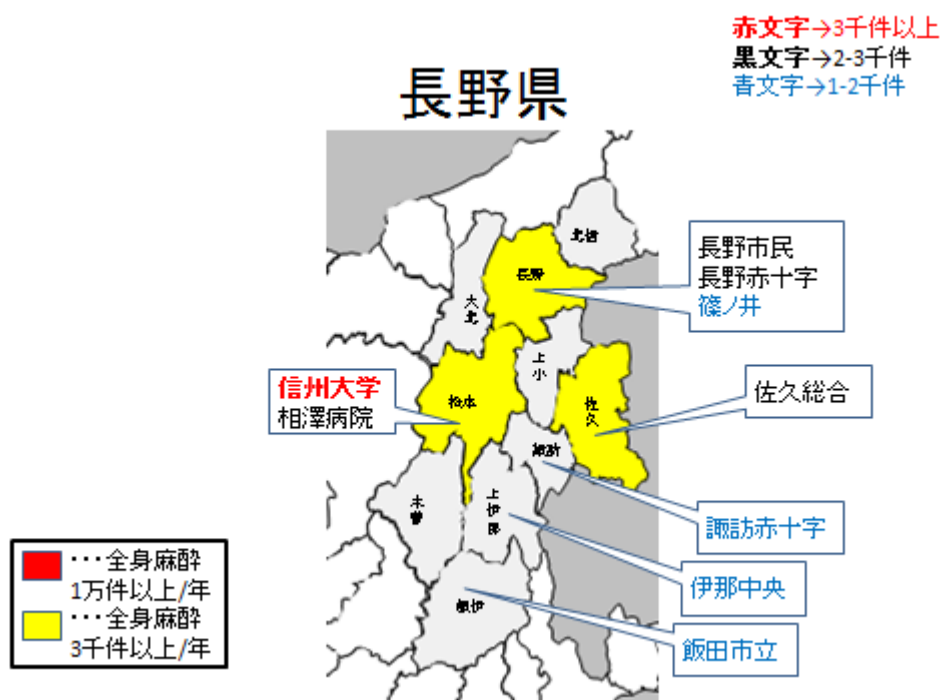 赤文字→3千件以上
黒文字→2-3千件
青文字→1-2千件
長野県
北信
長野
大北
上小
松本
佐久
諏訪
木曽
上伊那
飯伊
長野市民
長野赤十字
篠ノ井
信州大学
相澤病院
佐久総合
諏訪赤十字
伊那中央
飯田市立
･･･全身麻酔
1万件以上/年
･･･全身麻酔
3千件以上/年